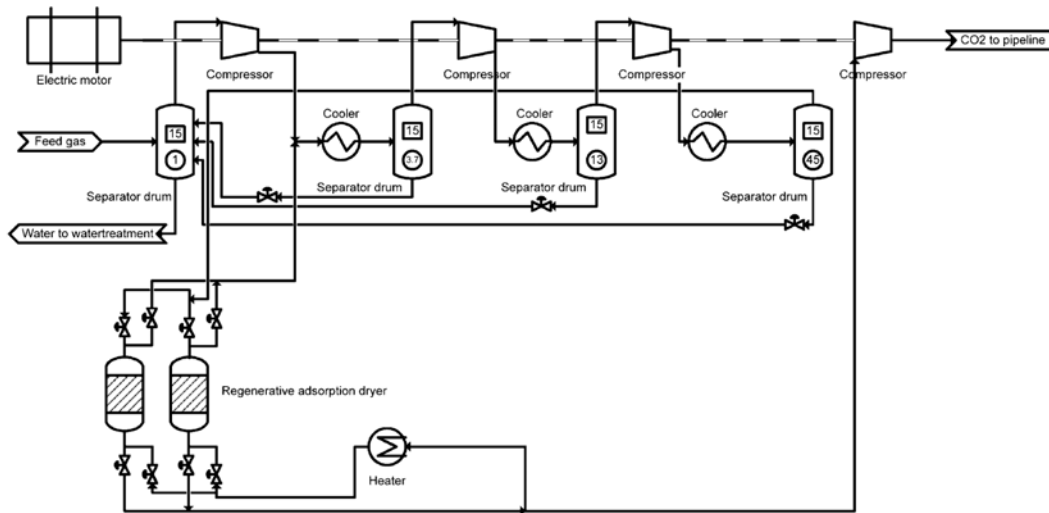 CO2 to pipeline
Electric motor
Compressor
Compressor
Compressor
Compressor
Cooler
Cooler
Cooler
Feed gas
15
1
15
3.7
15
13
15
45
Separator drum
Separator drum
Separator drum
Separator drum
Water to watertreatment
Regenerative adsorption dryer
Heater